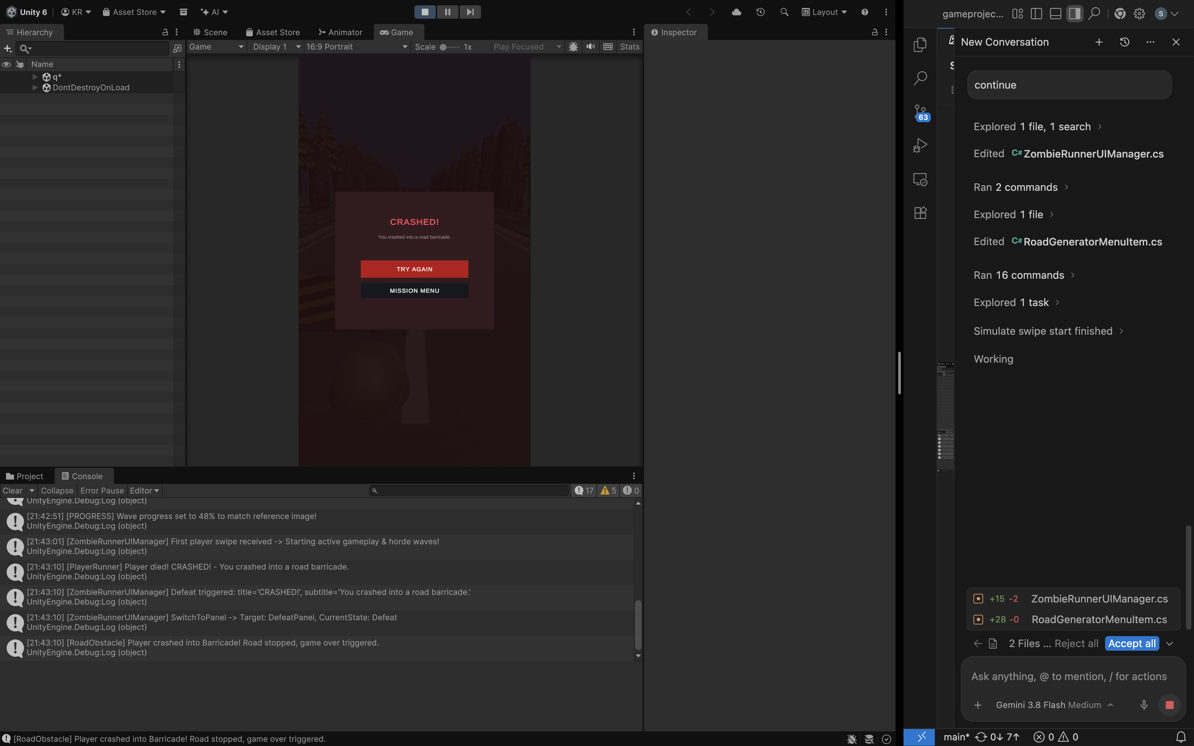 Unity 6
KR
Asset Store
AI
Layout
Hierarchy
Name
q*
DontDestroyOnLoad
Scene
Asset Store
Animator
Game
Game
Display 1
16:9 Portrait
Scale
1x
Play Focused
Stats
CRASHED!
You crashed into a road barricade.
TRY AGAIN
MISSION MENU
Inspector
Project
Console
Clear
Collapse
Error Pause
Editor
17
5
0
UnityEngine.Debug:Log (object)
[21:42:51] [PROGRESS] Wave progress set to 48% to match reference image!
UnityEngine.Debug:Log (object)
[21:43:01] [ZombieRunnerUIManager] First player swipe received -> Starting active gameplay & horde waves!
UnityEngine.Debug:Log (object)
[21:43:10] [PlayerRunner] Player died! CRASHED! - You crashed into a road barricade.
UnityEngine.Debug:Log (object)
[21:43:10] [ZombieRunnerUIManager] Defeat triggered: title='CRASHED!', subtitle='You crashed into a road barricade.'
UnityEngine.Debug:Log (object)
[21:43:10] [ZombieRunnerUIManager] SwitchToPanel -> Target: DefeatPanel, CurrentState: Defeat
UnityEngine.Debug:Log (object)
[21:43:10] [RoadObstacle] Player crashed into Barricade! Road stopped, game over triggered.
UnityEngine.Debug:Log (object)
[RoadObstacle] Player crashed into Barricade! Road stopped, game over triggered.
gameprojec...
S
63
New Conversation
continue
Explored 1 file, 1 search
Edited C# ZombieRunnerUIManager.cs
Ran 2 commands
Explored 1 file
Edited C# RoadGeneratorMenuItem.cs
Ran 16 commands
Explored 1 task
Simulate swipe start finished
Working
+15 -2 ZombieRunnerUIManager.cs
+28 -0 RoadGeneratorMenuItem.cs
2 Files ... Reject all Accept all
Ask anything, @ to mention, / for actions
Gemini 3.8 Flash Medium
main* 0↓ 7↑ 0 0